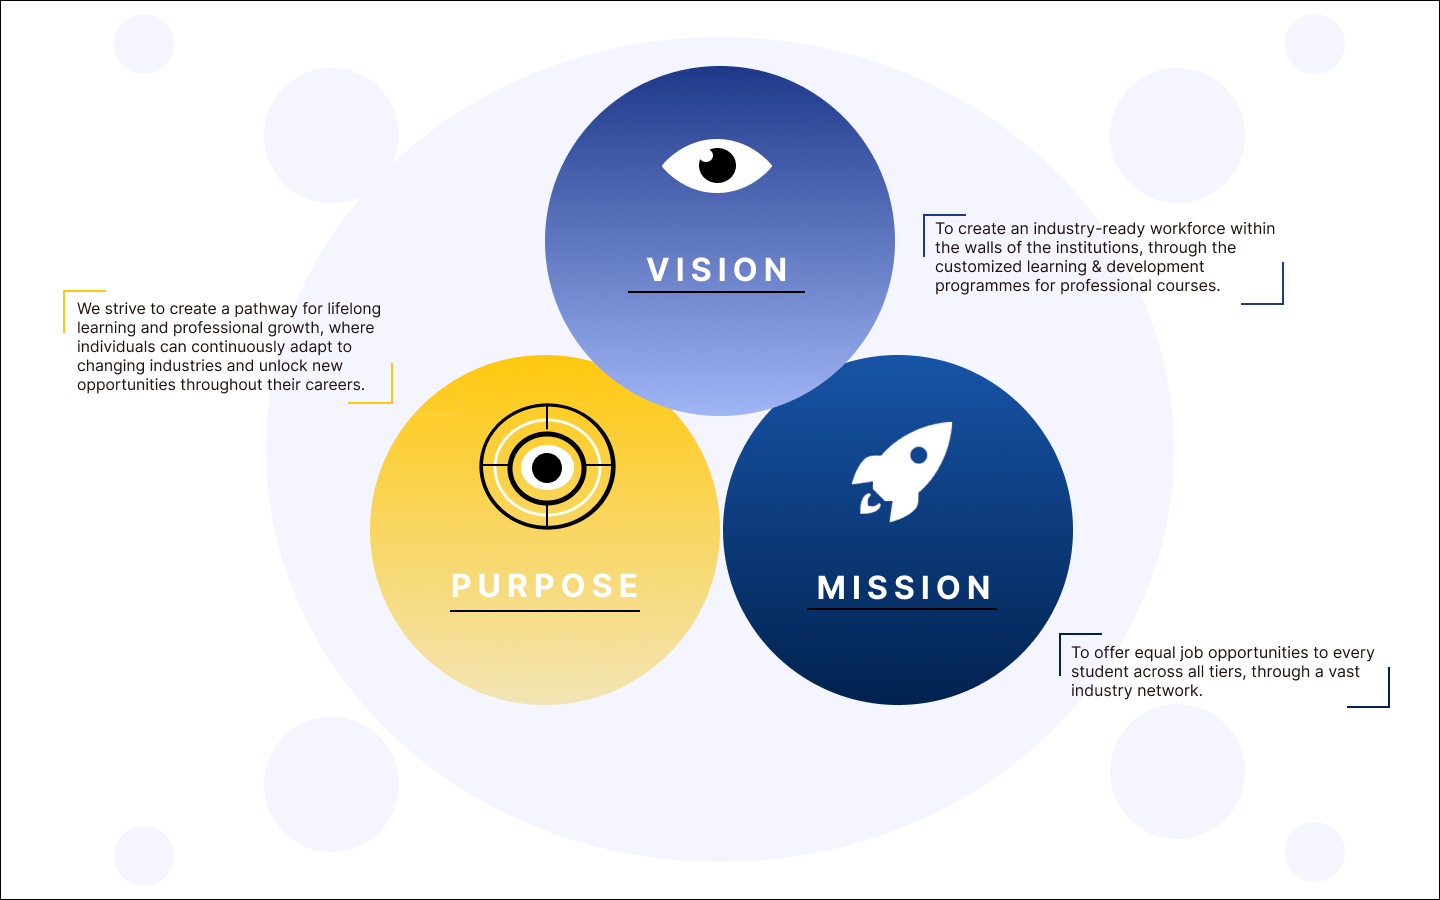 VISION
To create an industry-ready workforce within
the walls of the institutions, through the
customized learning & development
programmes for professional courses.
We strive to create a pathway for lifelong
learning and professional growth, where
individuals can continuously adapt to
changing industries and unlock new
opportunities throughout their careers.
PURPOSE
MISSION
To offer equal job opportunities to every
student across all tiers, through a vast
industry network.